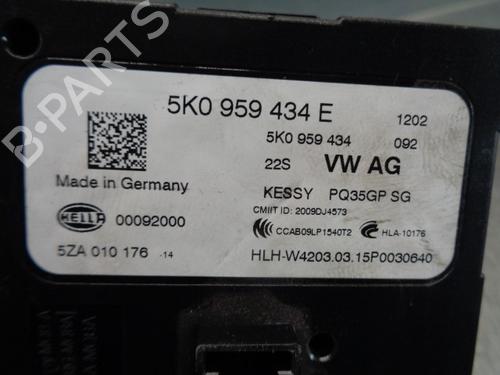 5K0 959 434 E
1202
5K0 959 434
092
22S VW AG
Made in Germany
KESSY PQ35GP SG
CMIIT ID: 2009DJ4573
HELLA 00092000
CCAB09LP1540T2 HLA-10176
5ZA 010 176 -14
HLH-W4203.03.15P0030640